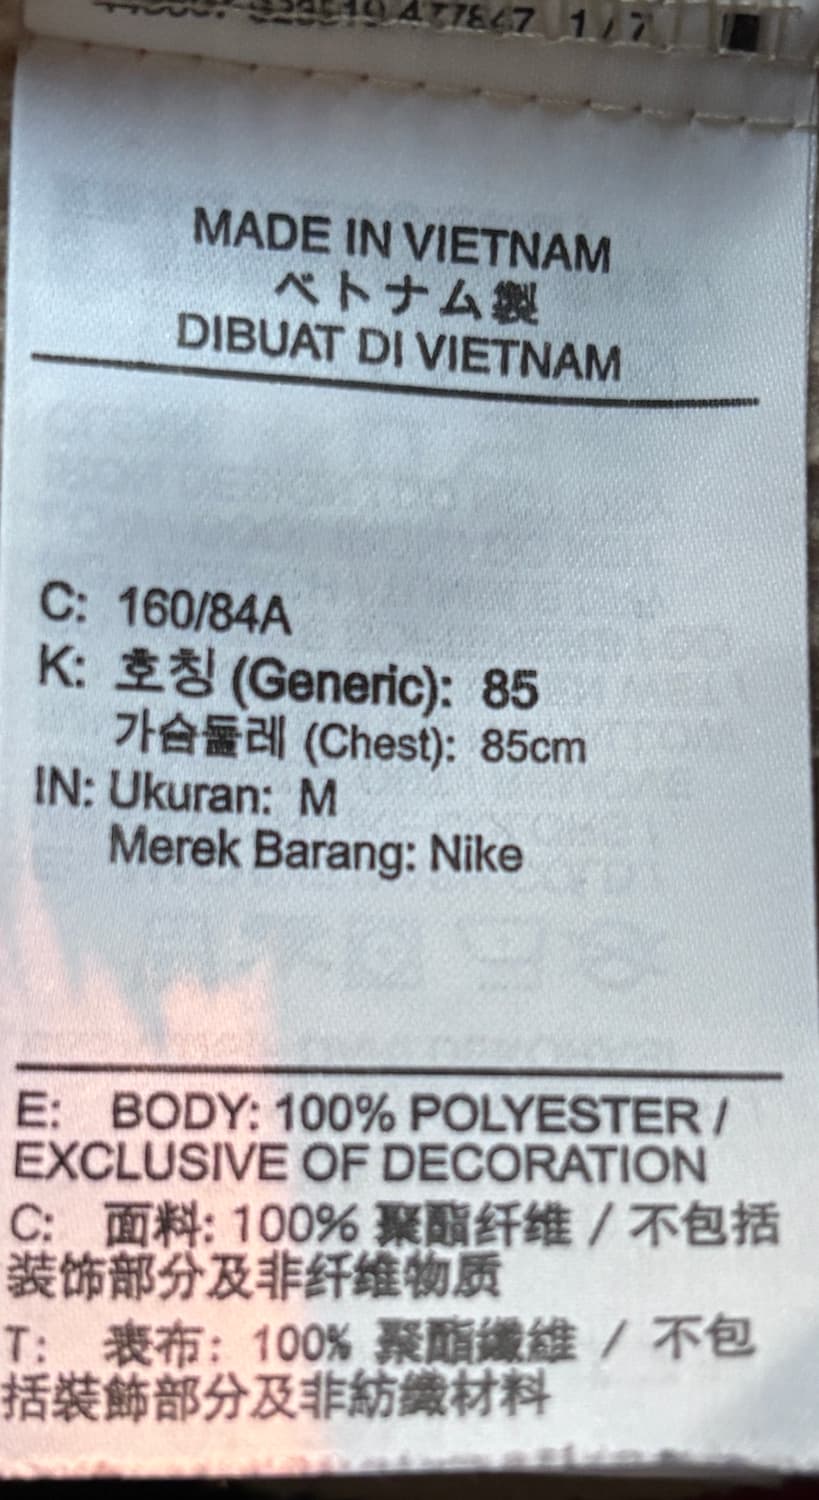 477847 1 / 7
MADE IN VIETNAM
ベトナム製
DIBUAT DI VIETNAM
C: 160/84A
K: 호칭 (Generic): 85
가슴둘레 (Chest): 85cm
IN: Ukuran: M
Merek Barang: Nike
E: BODY: 100% POLYESTER /
EXCLUSIVE OF DECORATION
C: 面料: 100% 聚酯纤维 / 不包括
装饰部分及非纤维物质
T: 表布: 100% 聚酯纖維 / 不包
括裝飾部分及非紡織材料